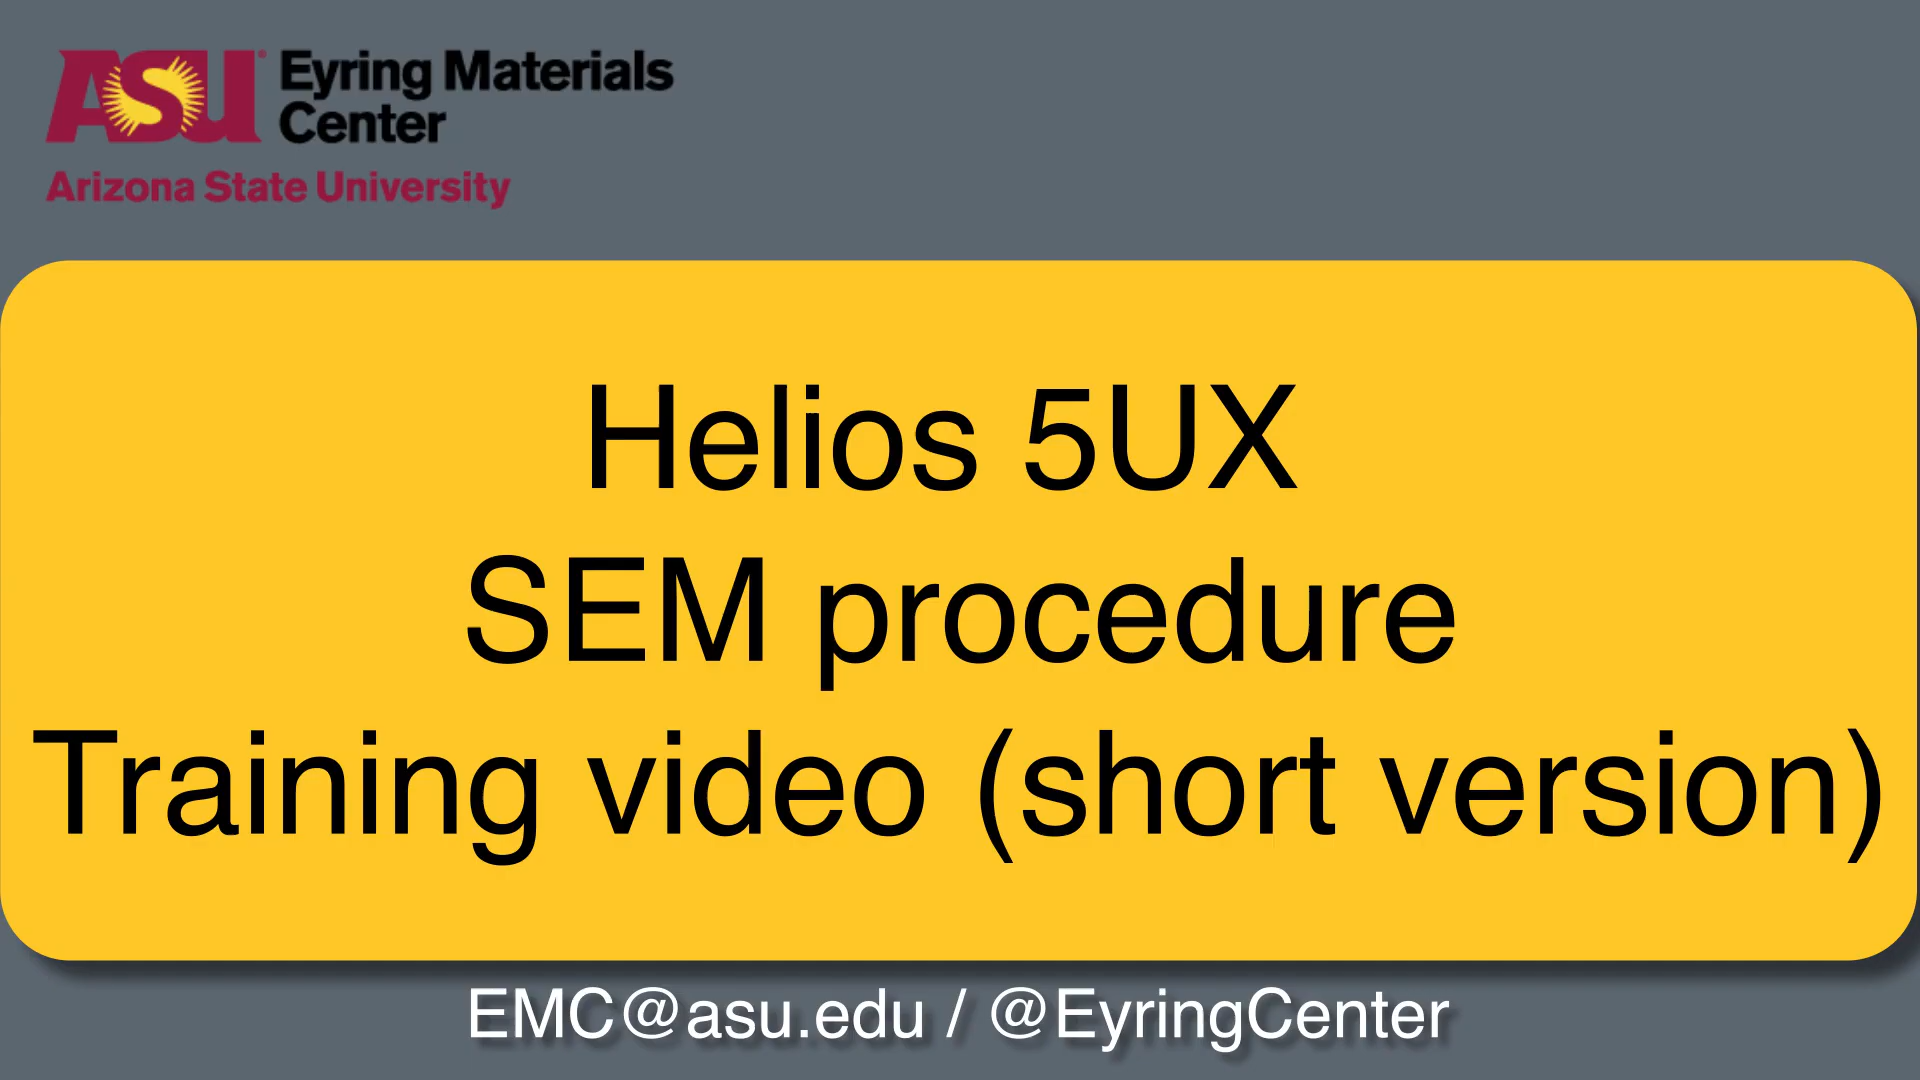 ASU Eyring Materials
Center
Arizona State University
Helios 5UX
SEM procedure
Training video (short version)
EMC@asu.edu / @EyringCenter